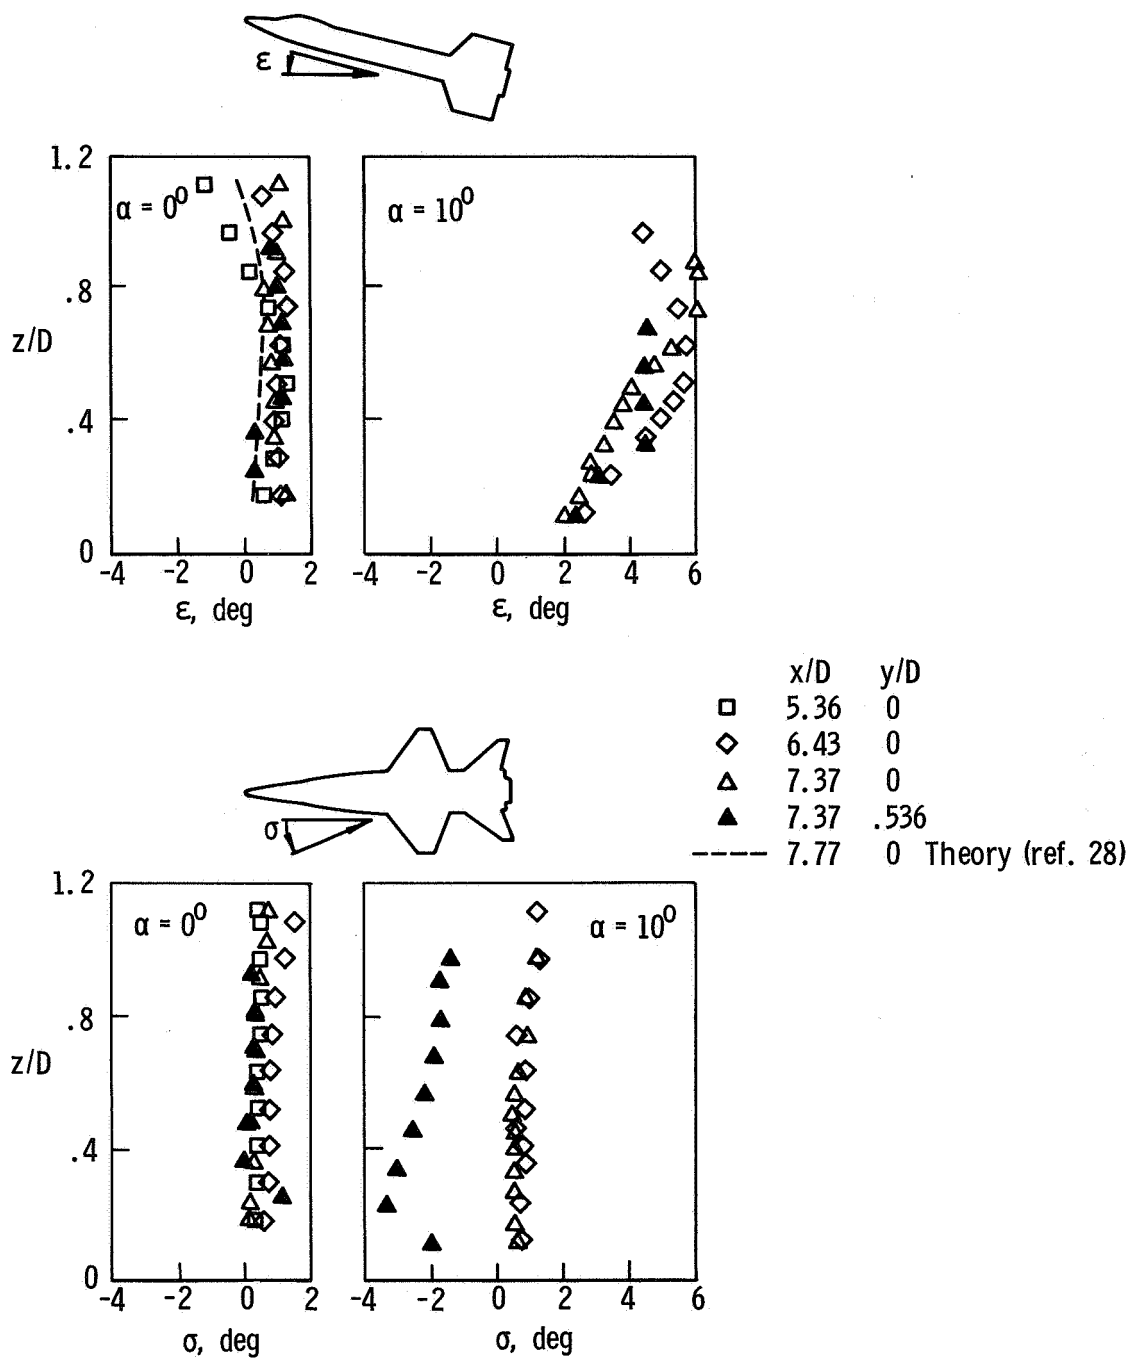 ε
1.2
α = 0⁰
α = 10⁰
.8
z/D
.4
0
-4 -2 0 2
-4 -2 0 2 4 6
ε, deg
ε, deg
x/D y/D
5.36 0
6.43 0
7.37 0
7.37 .536
7.77 0 Theory (ref. 28)
σ
1.2
α = 0⁰
α = 10⁰
.8
z/D
.4
0
-4 -2 0 2
-4 -2 0 2 4 6
σ, deg
σ, deg